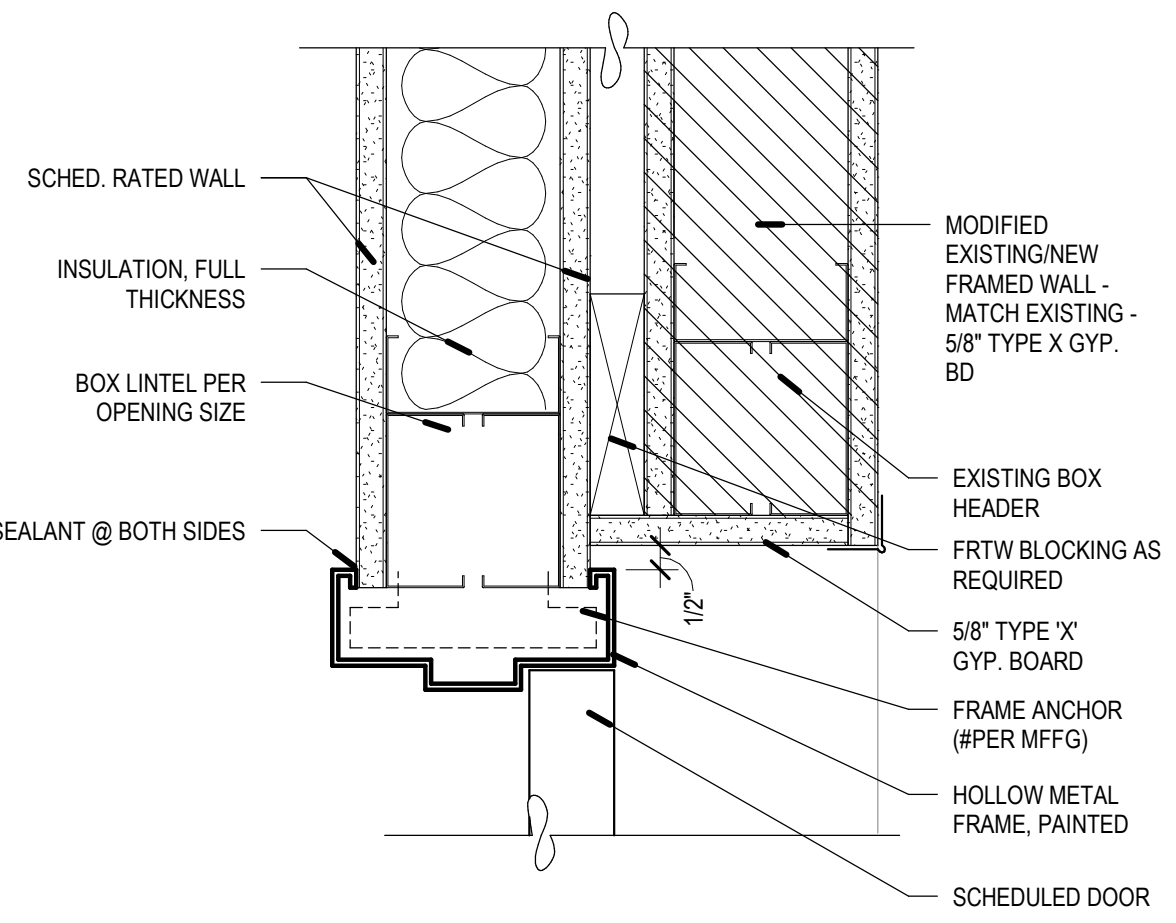 SCHED. RATED WALL
INSULATION, FULL
THICKNESS
BOX LINTEL PER
OPENING SIZE
SEALANT @ BOTH SIDES
1/2"
MODIFIED
EXISTING/NEW
FRAMED WALL -
MATCH EXISTING -
5/8" TYPE X GYP.
BD
EXISTING BOX
HEADER
FRTW BLOCKING AS
REQUIRED
5/8" TYPE 'X'
GYP. BOARD
FRAME ANCHOR
(#PER MFFG)
HOLLOW METAL
FRAME, PAINTED
SCHEDULED DOOR